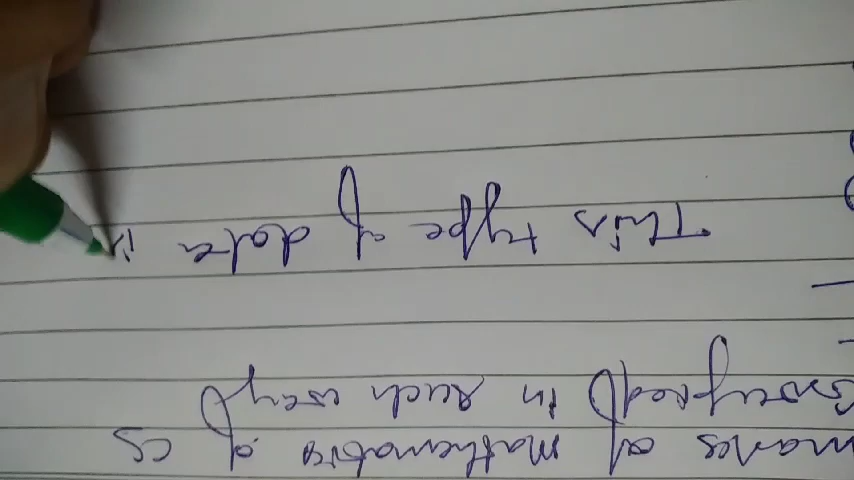 marks of Mathematics of CS
Grouped in such way
This type of data is